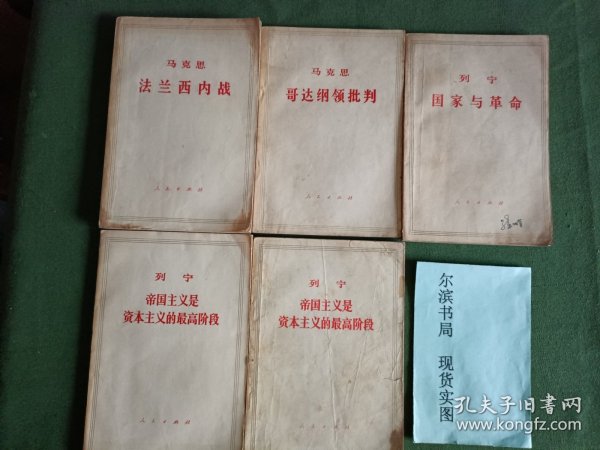 马克思
法兰西内战
人民出版社
马克思
哥达纲领批判
人民出版社
列宁
国家与革命
人民出版社
列宁
帝国主义是
资本主义的最高阶段
人民出版社
列宁
帝国主义是
资本主义的最高阶段
人民出版社
尔滨书局 现货实图
孔夫子旧书网